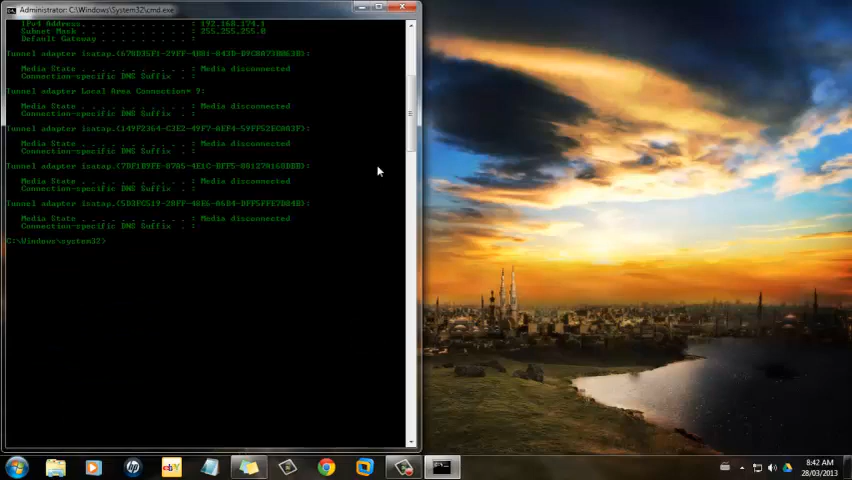 Administrator: C:\Windows\System32\cmd.exe
IPv4 Address. . . . . . . . . . . : 192.168.174.1
Subnet Mask . . . . . . . . . . . : 255.255.255.0
Default Gateway . . . . . . . . . :
Tunnel adapter isatap.
Media State . . . . . . . . . . . : Media disconnected
Connection-specific DNS Suffix  . :
Tunnel adapter Local Area Connection* 9:
Media State . . . . . . . . . . . : Media disconnected
Connection-specific DNS Suffix  . :
Tunnel adapter isatap.
Media State . . . . . . . . . . . : Media disconnected
Connection-specific DNS Suffix  . :
Tunnel adapter isatap.
Media State . . . . . . . . . . . : Media disconnected
Connection-specific DNS Suffix  . :
Tunnel adapter isatap.
Media State . . . . . . . . . . . : Media disconnected
Connection-specific DNS Suffix  . :
C:\Windows\system32>
hp
ebY
8:42 AM
28/03/2013